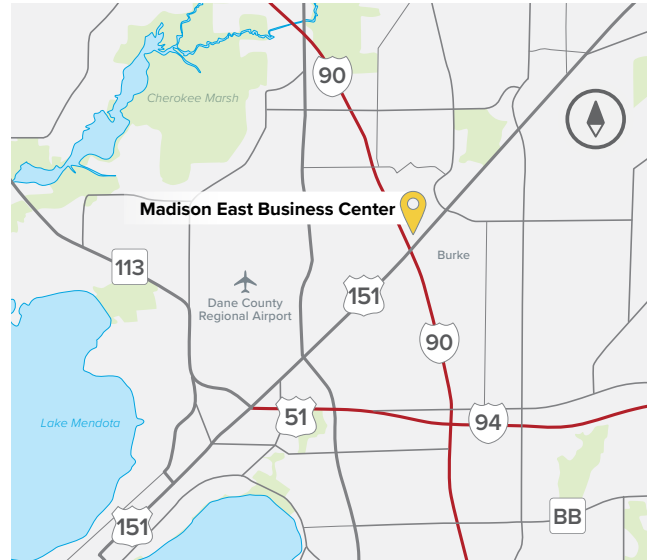 90
Cherokee Marsh
Madison East Business Center
Burke
113
151
Dane County
Regional Airport
90
51
94
Lake Mendota
151
BB